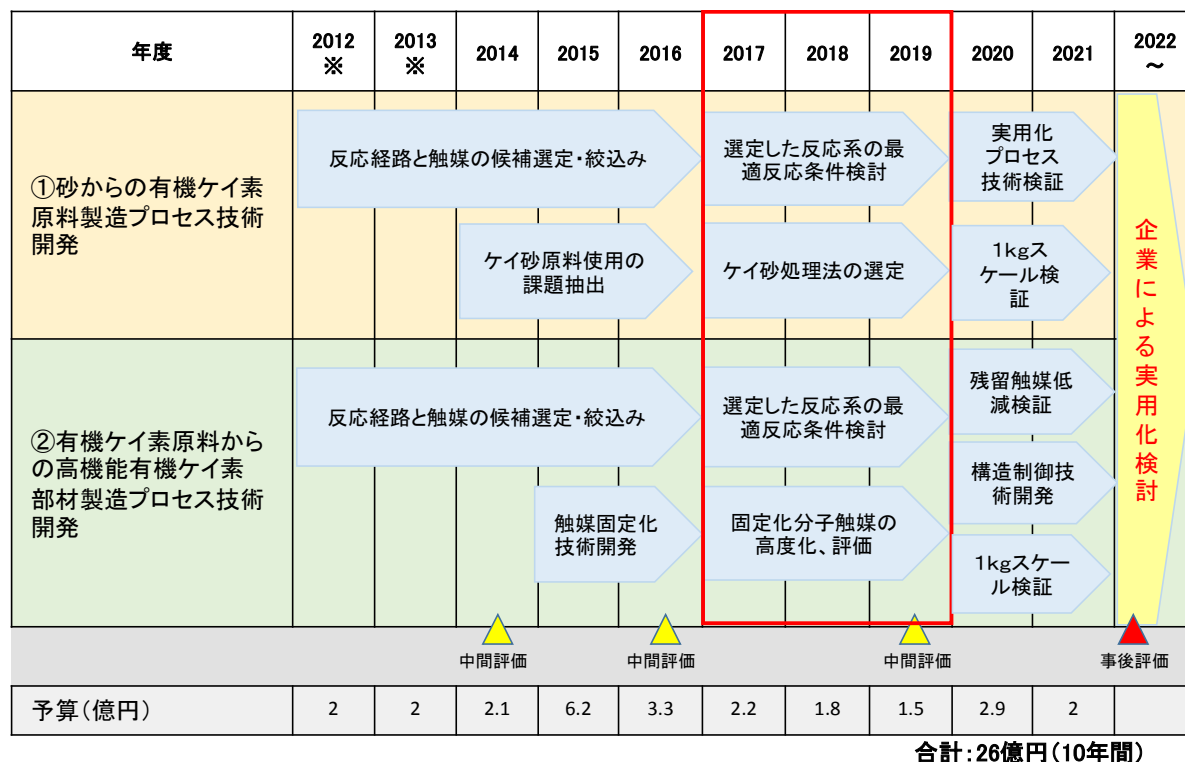 年度
2012
※
2013
※
2014
2015
2016
2017
2018
2019
2020
2021
2022
～
①砂からの有機ケイ素
原料製造プロセス技術
開発
反応経路と触媒の候補選定・絞込み
選定した反応系の最
適反応条件検討
実用化
プロセス
技術検証
ケイ砂原料使用の
課題抽出
ケイ砂処理法の選定
1kgス
ケール検
証
②有機ケイ素原料から
の高機能有機ケイ素
部材製造プロセス技術
開発
反応経路と触媒の候補選定・絞込み
選定した反応系の最
適反応条件検討
残留触媒低
減検証
構造制御技
術開発
触媒固定化
技術開発
固定化分子触媒の
高度化、評価
1kgスケー
ル検証
企業による実用化検討
中間評価
中間評価
中間評価
事後評価
予算(億円)
2
2
2.1
6.2
3.3
2.2
1.8
1.5
2.9
2
合計:26億円(10年間)